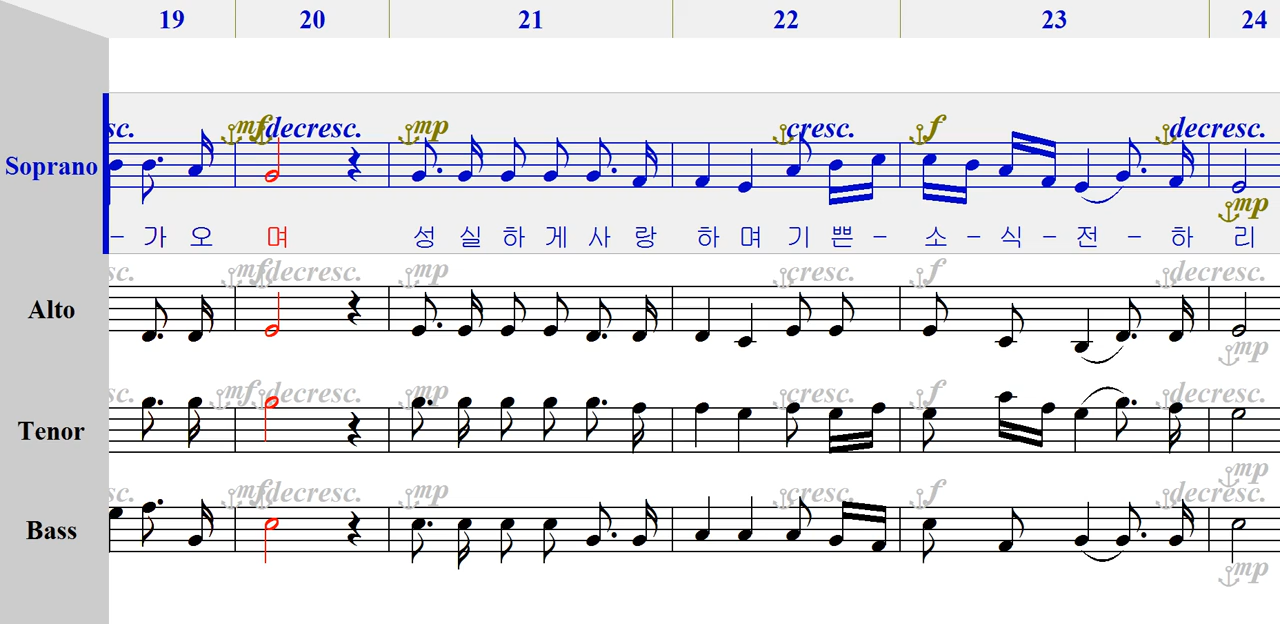 19 20 21 22 23 24
sc. mf decresc. mp cresc. f decresc.
Soprano
mp
- 가 오 며 성 실 하 게 사 랑 하 며 기 쁜 - 소 - 식 - 전 - 하 리
sc. mf decresc. mp cresc. f decresc.
Alto
mp
sc. mf decresc. mp cresc. f decresc.
Tenor
mp
sc. mf decresc. mp cresc. f decresc.
Bass
mp